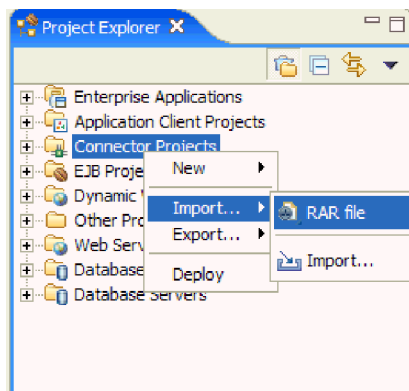 Project Explorer
Enterprise Applications
Application Client Projects
Connector Projects
EJB Proje
New
Dynamic
Import...
RAR file
Other Pro
Export...
Web Serv
Import...
Database
Deploy
Database Servers